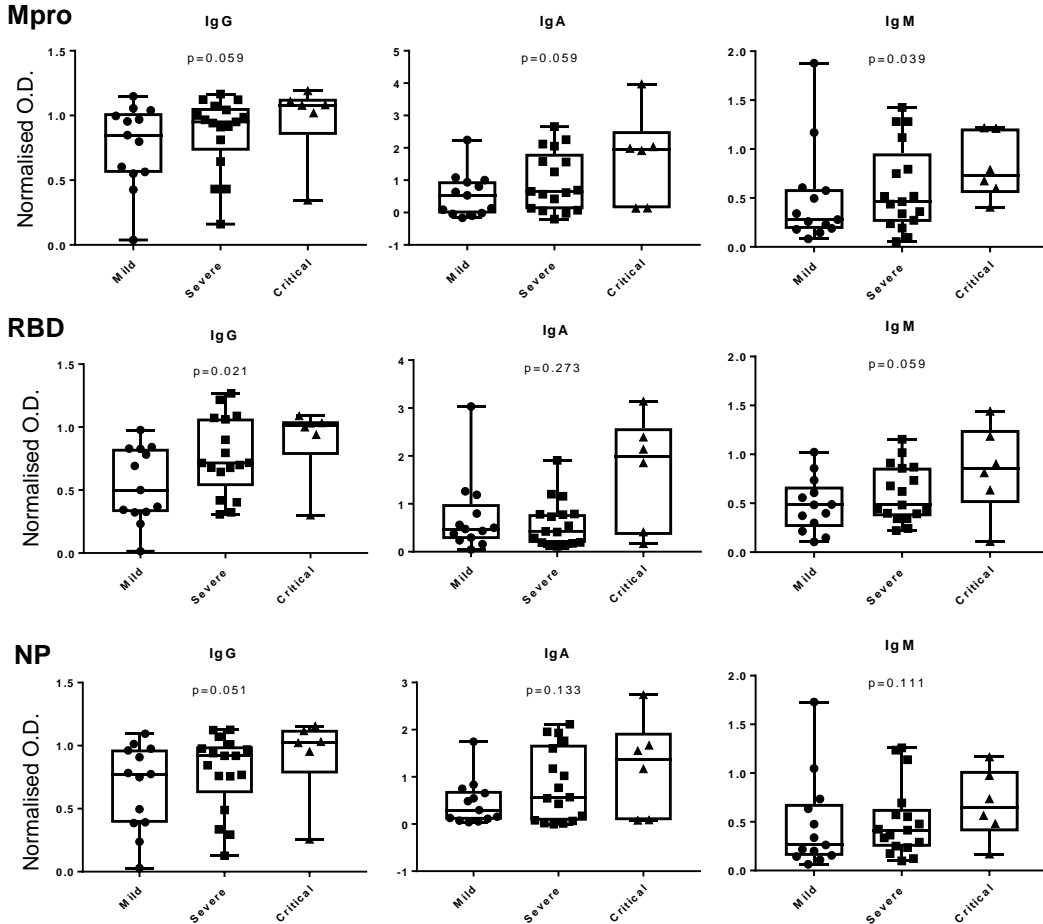 Mpro
IgG
IgA
IgM
p=0.059
p=0.059
p=0.039
Normalised O.D.
1.5
1.0
0.5
0.0
5
4
3
2
1
0
-1
2.0
1.5
1.0
0.5
0.0
Mild
Severe
Critical
Mild
Severe
Critical
Mild
Severe
Critical
RBD
IgG
IgA
IgM
p=0.021
p=0.273
p=0.059
Normalised O.D.
1.5
1.0
0.5
0.0
4
3
2
1
0
2.0
1.5
1.0
0.5
0.0
Mild
Severe
Critical
Mild
Severe
Critical
Mild
Severe
Critical
NP
IgG
IgA
IgM
p=0.051
p=0.133
p=0.111
Normalised O.D.
1.5
1.0
0.5
0.0
3
2
1
0
-1
2.0
1.5
1.0
0.5
0.0
Mild
Severe
Critical
Mild
Severe
Critical
Mild
Severe
Critical